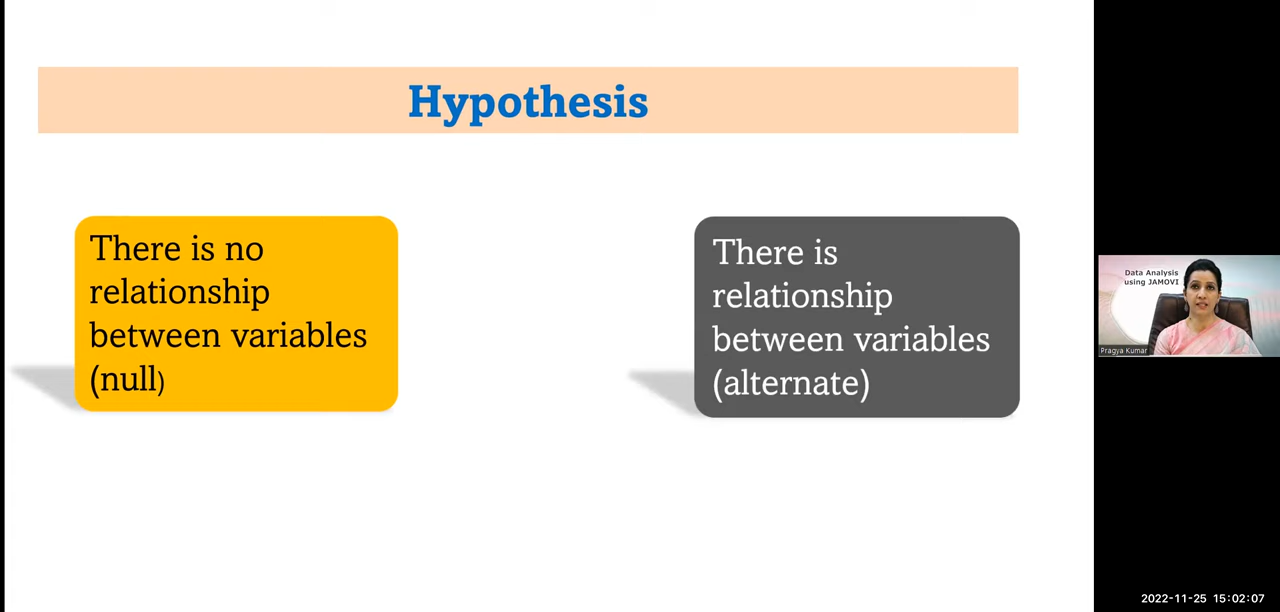 Hypothesis
There is no
relationship
between variables
(null)
There is
relationship
between variables
(alternate)
Data Analysis
using JAMOVI
Pragya Kumar
2022-11-25 15:02:07